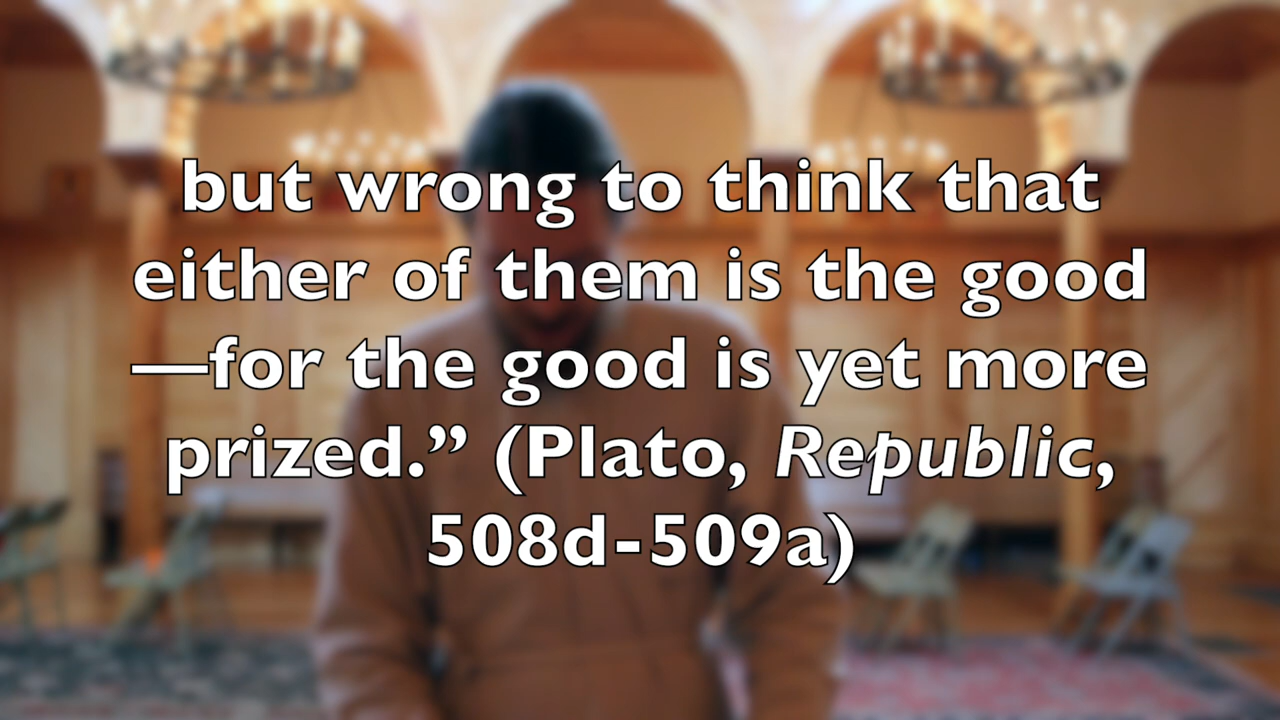 but wrong to think that
either of them is the good
—for the good is yet more
prized.” (Plato, Republic,
508d-509a)